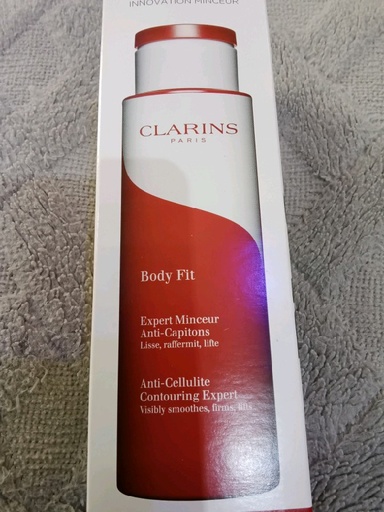 INNOVATION MINCEUR
CLARINS
PARIS
Body Fit
Expert Minceur
Anti-Capitons
Lisse, raffermit, lifte
Anti-Cellulite
Contouring Expert
Visibly smoothes, firms, lifts